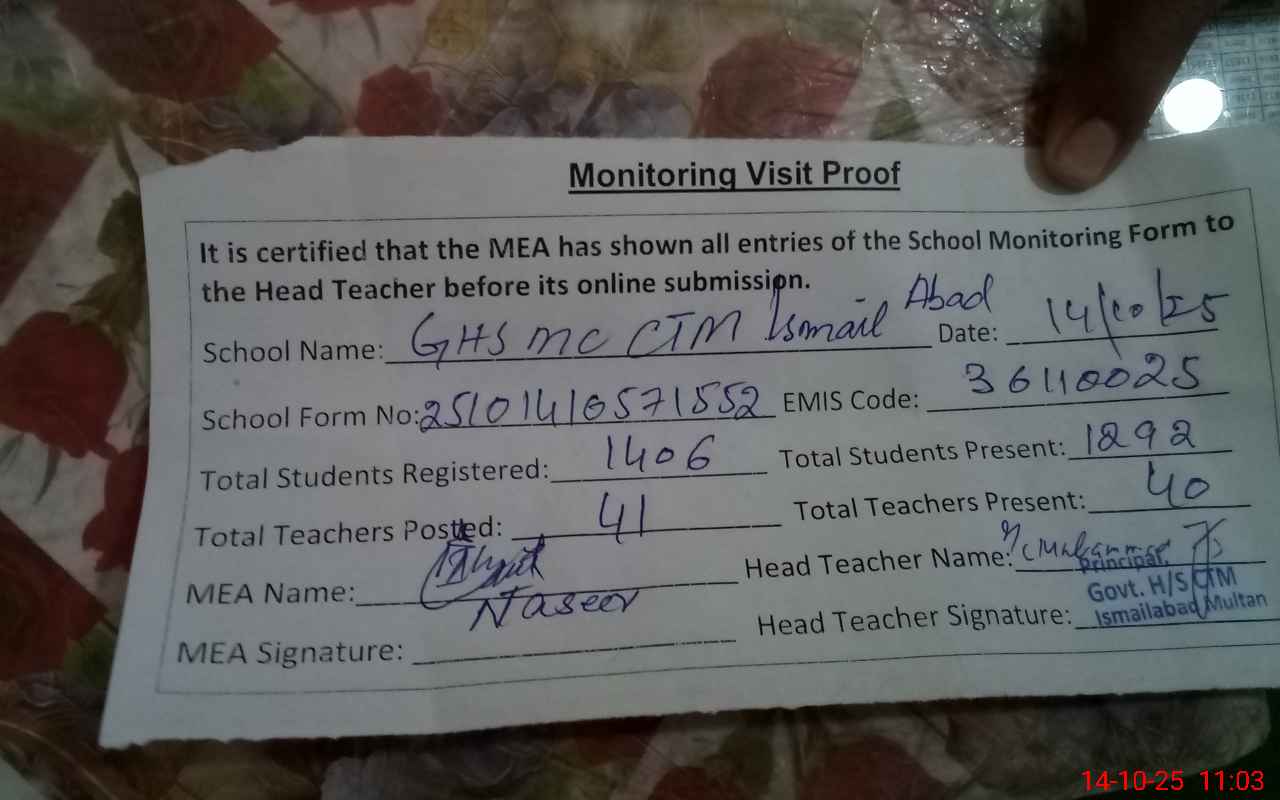 Monitoring Visit Proof
It is certified that the MEA has shown all entries of the School Monitoring Form to
the Head Teacher before its online submission.
School Name: GHS MC CTM Ismail Abad Date: 14/10/25
School Form No: 25101410571552 EMIS Code: 36110025
Total Students Registered: 1406 Total Students Present: 1292
Total Teachers Posted: 41 Total Teachers Present: 40
MEA Name: Naseer Head Teacher Name:
Principal,
Govt. H/S CTM
MEA Signature: Head Teacher Signature: Ismailabad Multan
14-10-25 11:03